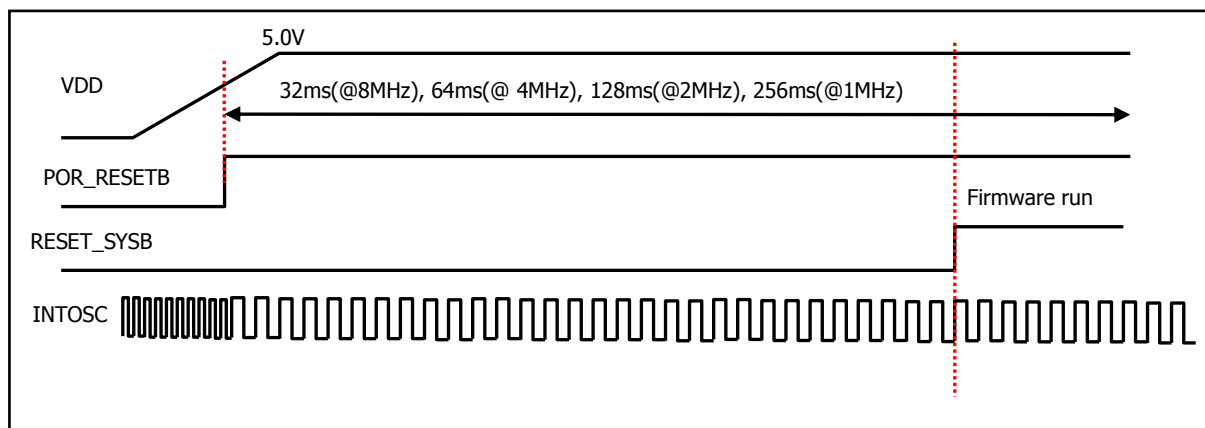 5.0V
VDD
32ms(@8MHz), 64ms(@ 4MHz), 128ms(@2MHz), 256ms(@1MHz)
POR_RESETB
Firmware run
RESET_SYSB
INTOSC